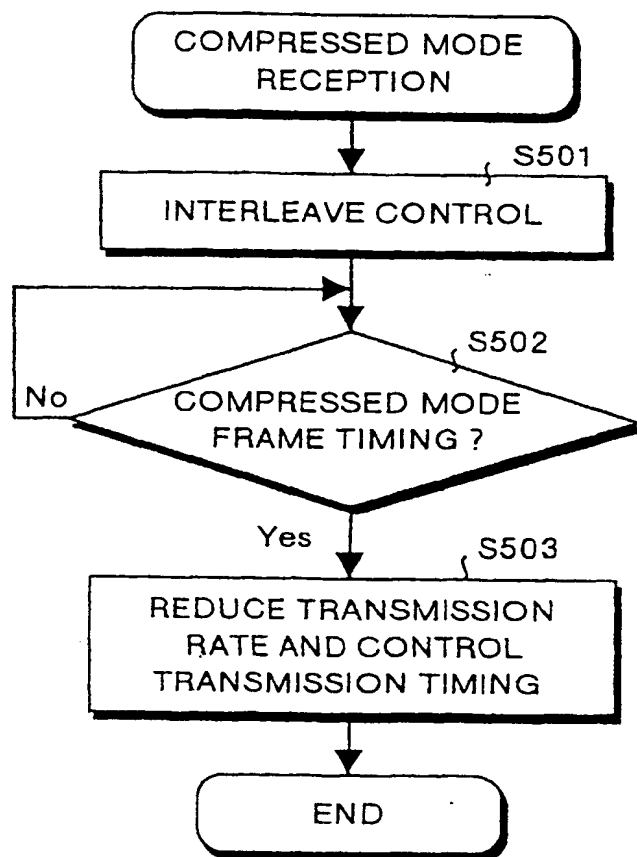 COMPRESSED MODE
RECEPTION
S501
INTERLEAVE CONTROL
S502
No
COMPRESSED MODE
FRAME TIMING ?
Yes
S503
REDUCE TRANSMISSION
RATE AND CONTROL
TRANSMISSION TIMING
END